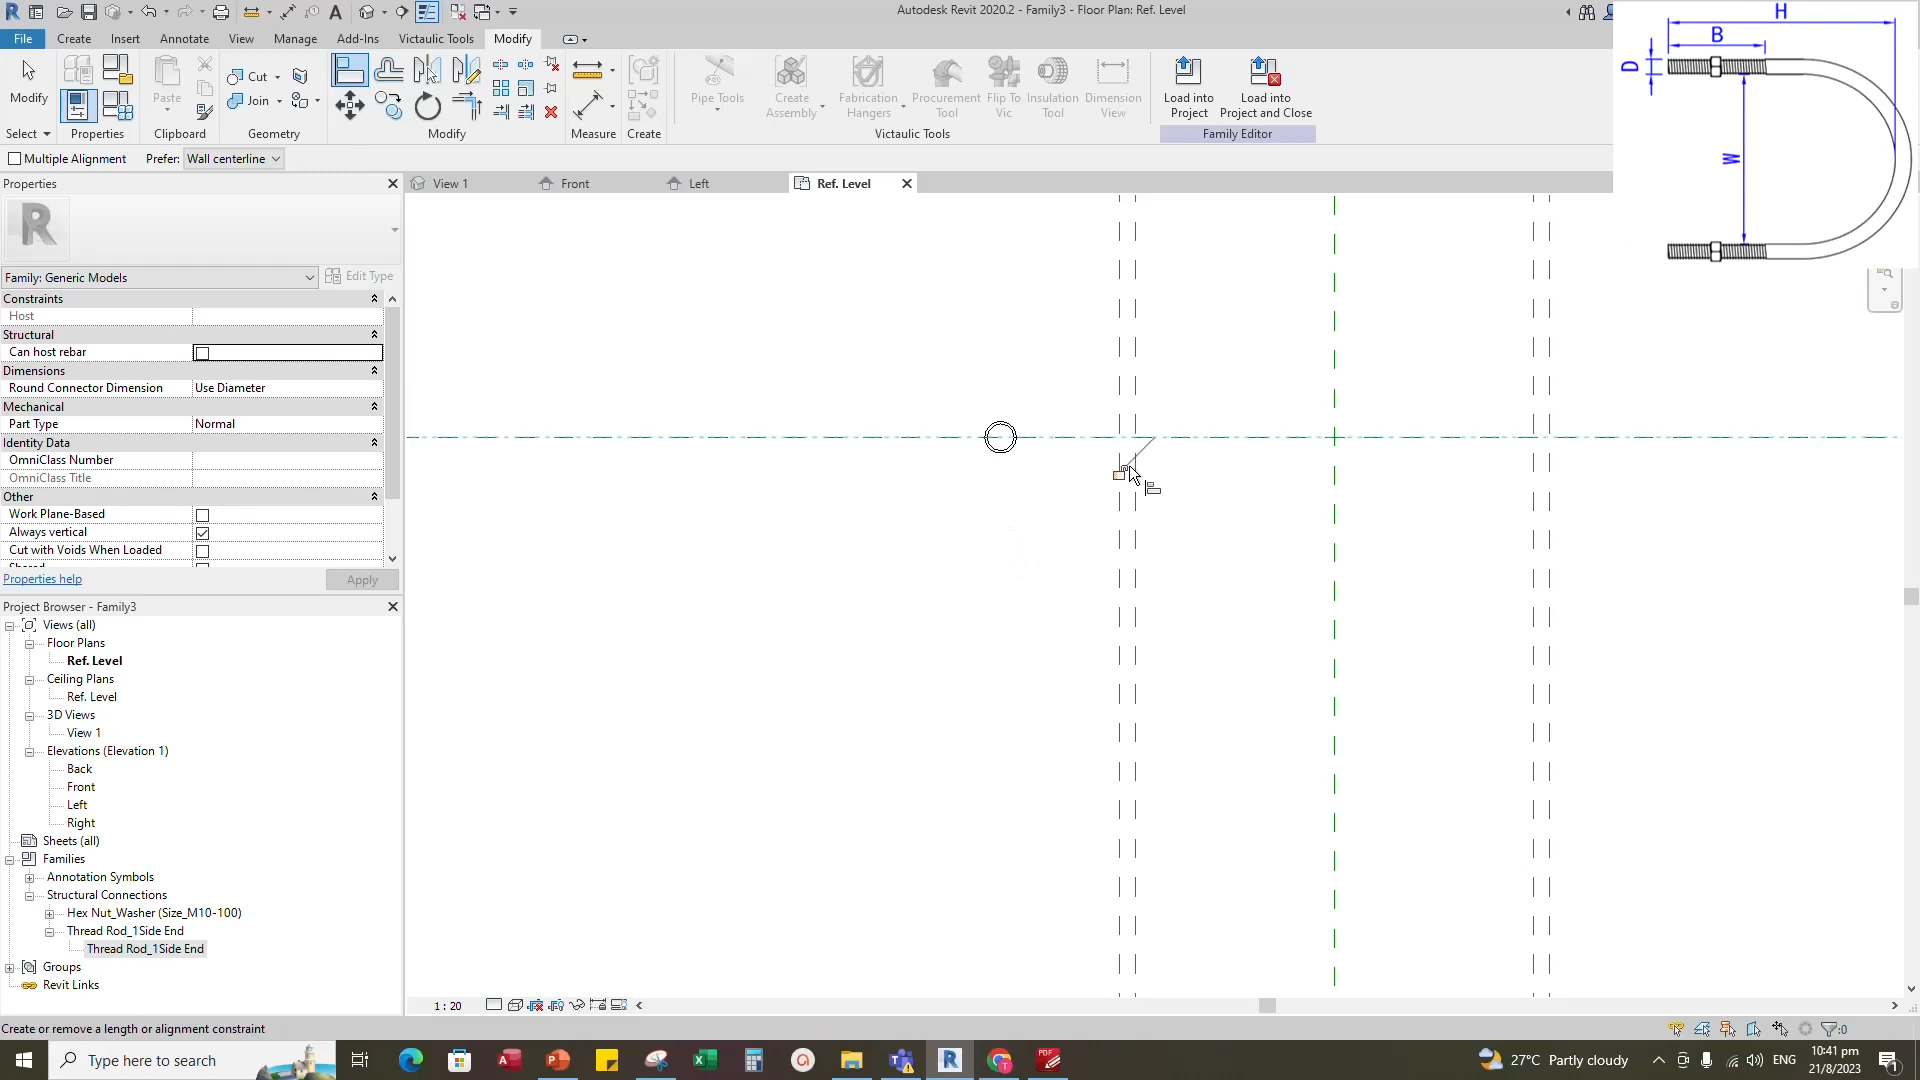 Autodesk Revit 2020.2 - Family3 - Floor Plan: Ref. Level
File Create Insert Annotate View Manage Add-Ins Victaulic Tools Modify
Modify
Select
Properties
Paste
Clipboard
Cut
Join
Geometry
Modify
Measure
Create
Pipe Tools
Create Assembly
Fabrication Hangers
Procurement Tool
Flip To Vic
Insulation Tool
Dimension View
Victaulic Tools
Load into Project
Load into Project and Close
Family Editor
H
B
D
W
Multiple Alignment Prefer: Wall centerline
Properties
View 1
Front
Left
Ref. Level
R
Family: Generic Models
Edit Type
Constraints
Host
Structural
Can host rebar
Dimensions
Round Connector Dimension Use Diameter
Mechanical
Part Type Normal
Identity Data
OmniClass Number
OmniClass Title
Other
Work Plane-Based
Always vertical
Cut with Voids When Loaded
Shared
Properties help
Apply
Project Browser - Family3
Views (all)
Floor Plans
Ref. Level
Ceiling Plans
Ref. Level
3D Views
View 1
Elevations (Elevation 1)
Back
Front
Left
Right
Sheets (all)
Families
Annotation Symbols
Structural Connections
Hex Nut_Washer (Size_M10-100)
Thread Rod_1Side End
Thread Rod_1Side End
Groups
Revit Links
1 : 20
Create or remove a length or alignment constraint
:0
Type here to search
27°C Partly cloudy
ENG
10:41 pm
21/8/2023
1